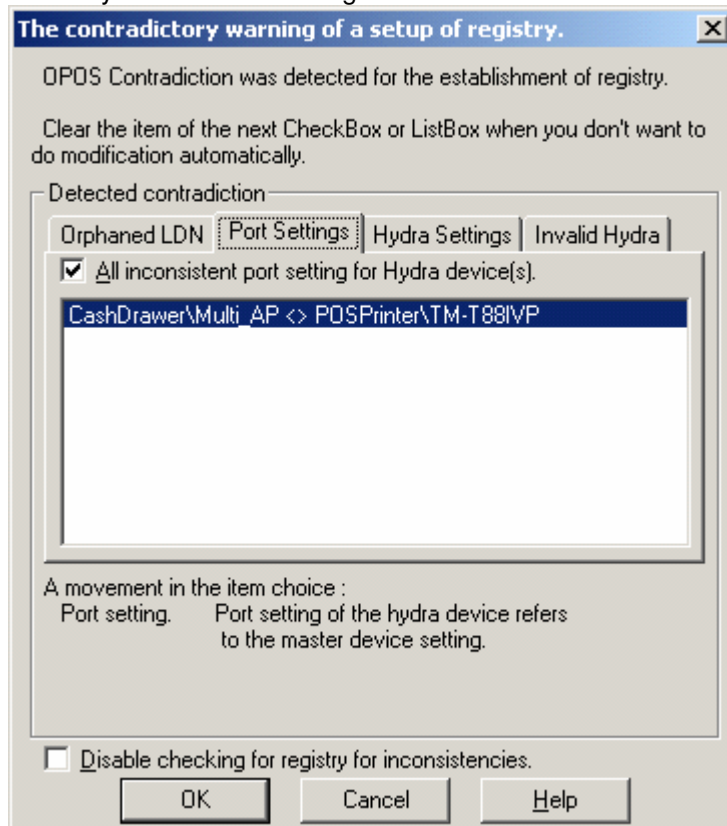 The contradictory warning of a setup of registry.
OPOS Contradiction was detected for the establishment of registry.
Clear the item of the next CheckBox or ListBox when you don't want to
do modification automatically.
Detected contradiction
Orphaned LDN Port Settings Hydra Settings Invalid Hydra
All inconsistent port setting for Hydra device(s).
CashDrawer\Multi_AP <> POSPrinter\TM-T88IVP
A movement in the item choice :
Port setting. Port setting of the hydra device refers
to the master device setting.
Disable checking for registry for inconsistencies.
OK Cancel Help